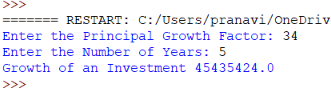 >>>
======= RESTART: C:/Users/pranavi/OneDriv
Enter the Principal Growth Factor: 34
Enter the Number of Years: 5
Growth of an Investment 45435424.0
>>>